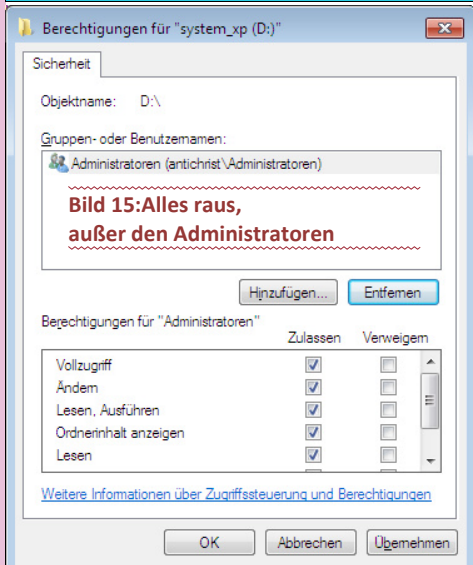 Berechtigungen für "system_xp (D:)"
Sicherheit
Objektname: D:\
Gruppen- oder Benutzernamen:
Administratoren (antichrist\Administratoren)
Bild 15:Alles raus,
außer den Administratoren
Hinzufügen... Entfernen
Berechtigungen für "Administratoren"
Zulassen Verweigern
Vollzugriff
Ändern
Lesen, Ausführen
Ordnerinhalt anzeigen
Lesen
Weitere Informationen über Zugriffssteuerung und Berechtigungen
OK Abbrechen Übernehmen